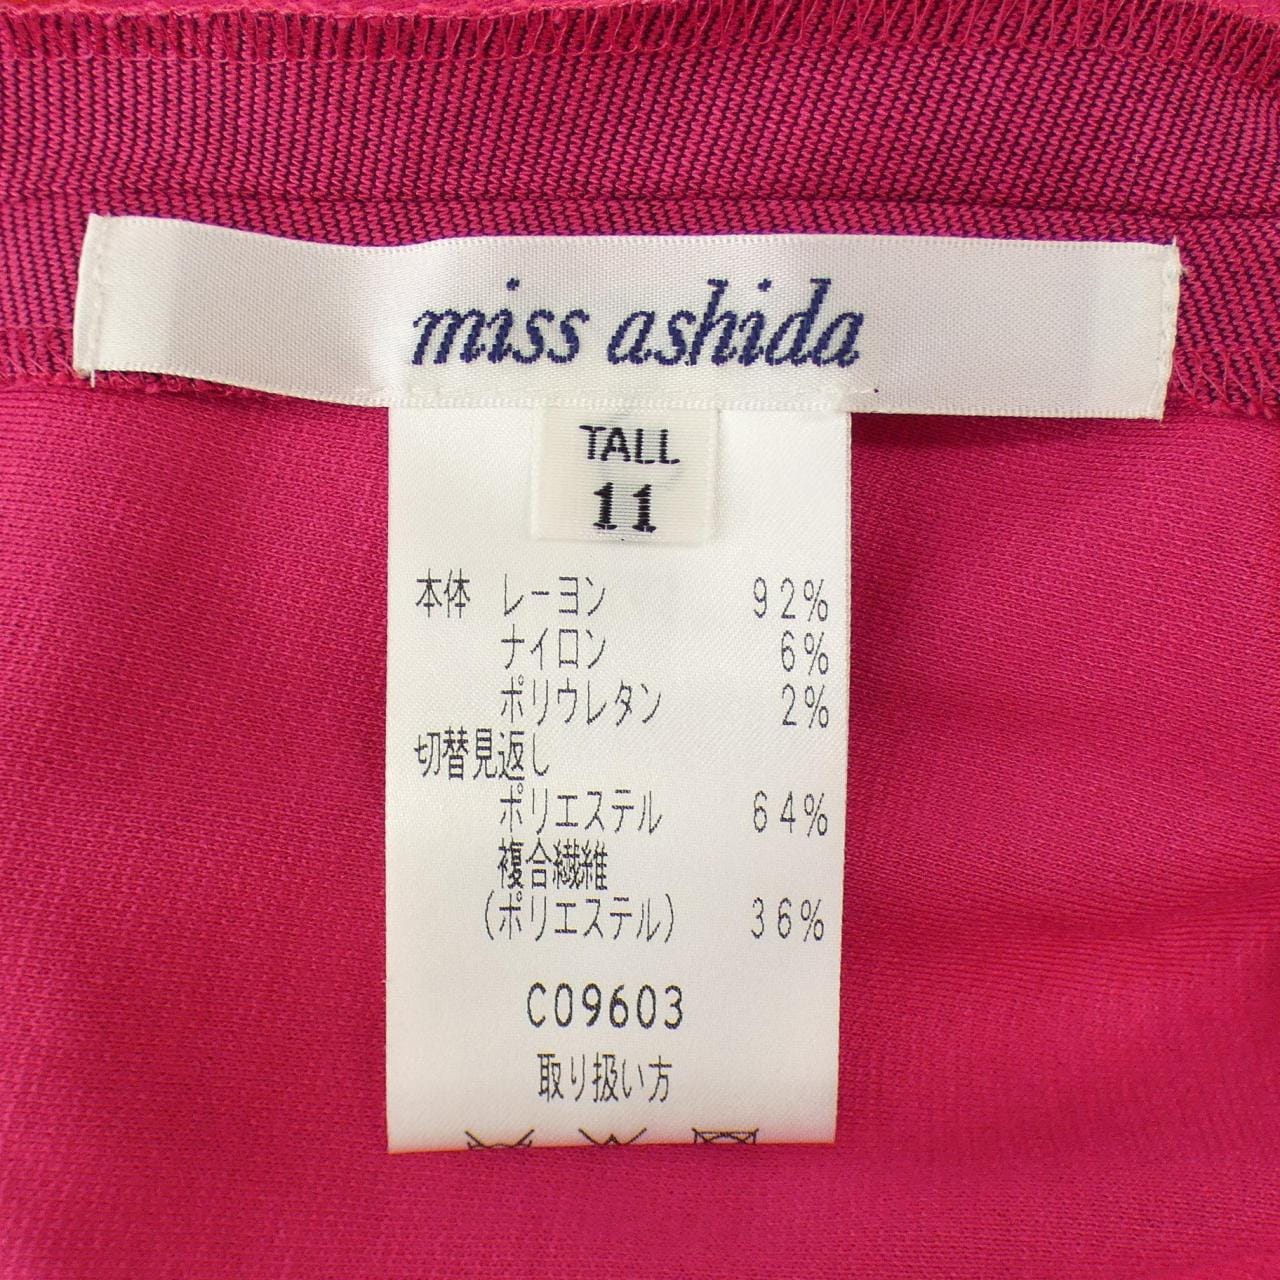 miss ashida
TALL
11
本体 レーヨン 92%
ナイロン 6%
ポリウレタン 2%
切替見返し
ポリエステル 64%
複合繊維
(ポリエステル) 36%
C09603
取り扱い方